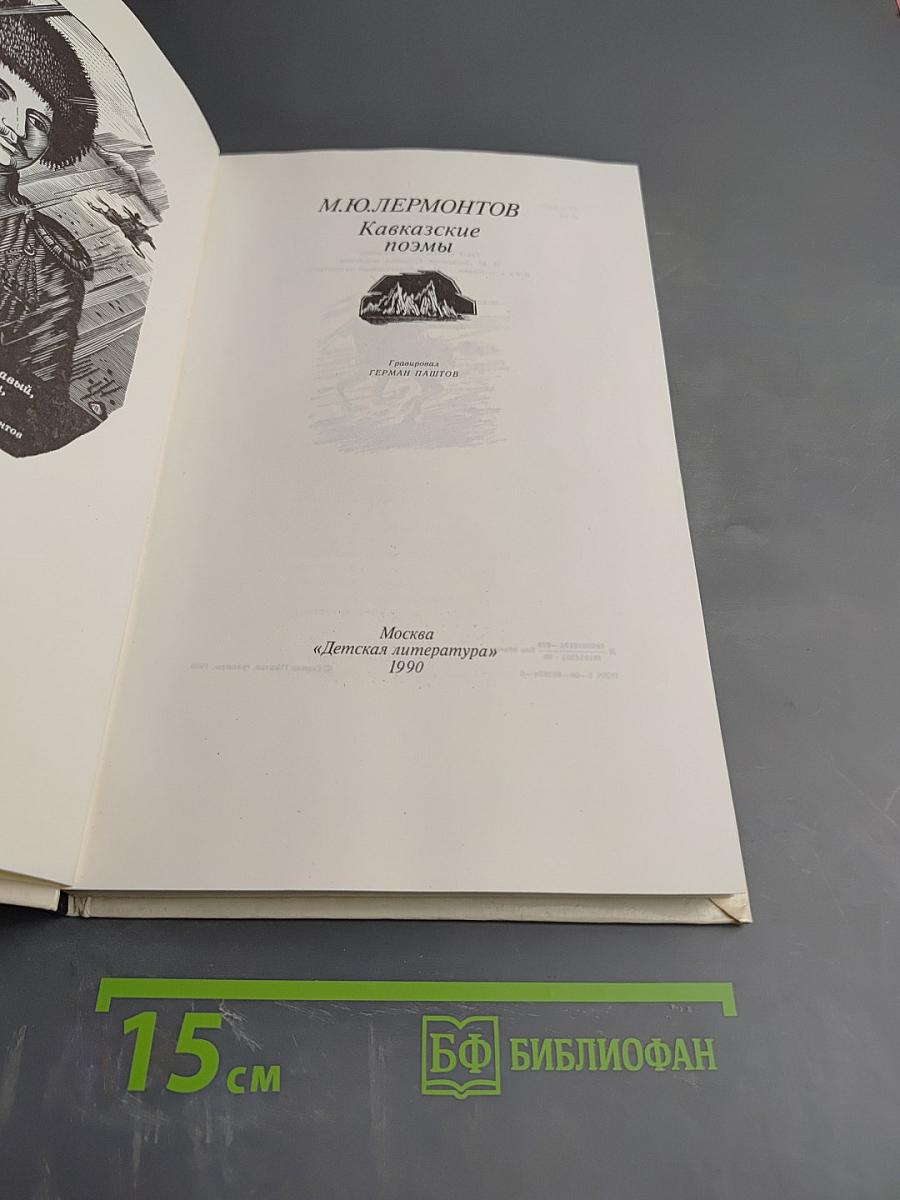 М.Ю.ЛЕРМОНТОВ
Кавказские
поэмы
Гравировал
ГЕРМАН ПАШТОВ
Москва
«Детская литература»
1990
15 см
БФ БИБЛИОФАН